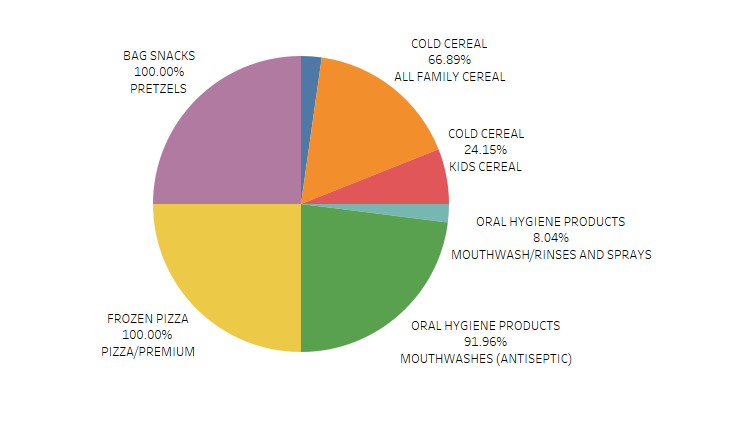 BAG SNACKS
100.00%
PRETZELS
COLD CEREAL
66.89%
ALL FAMILY CEREAL
COLD CEREAL
24.15%
KIDS CEREAL
ORAL HYGIENE PRODUCTS
8.04%
MOUTHWASH/RINSES AND SPRAYS
FROZEN PIZZA
100.00%
PIZZA/PREMIUM
ORAL HYGIENE PRODUCTS
91.96%
MOUTHWASHES (ANTISEPTIC)